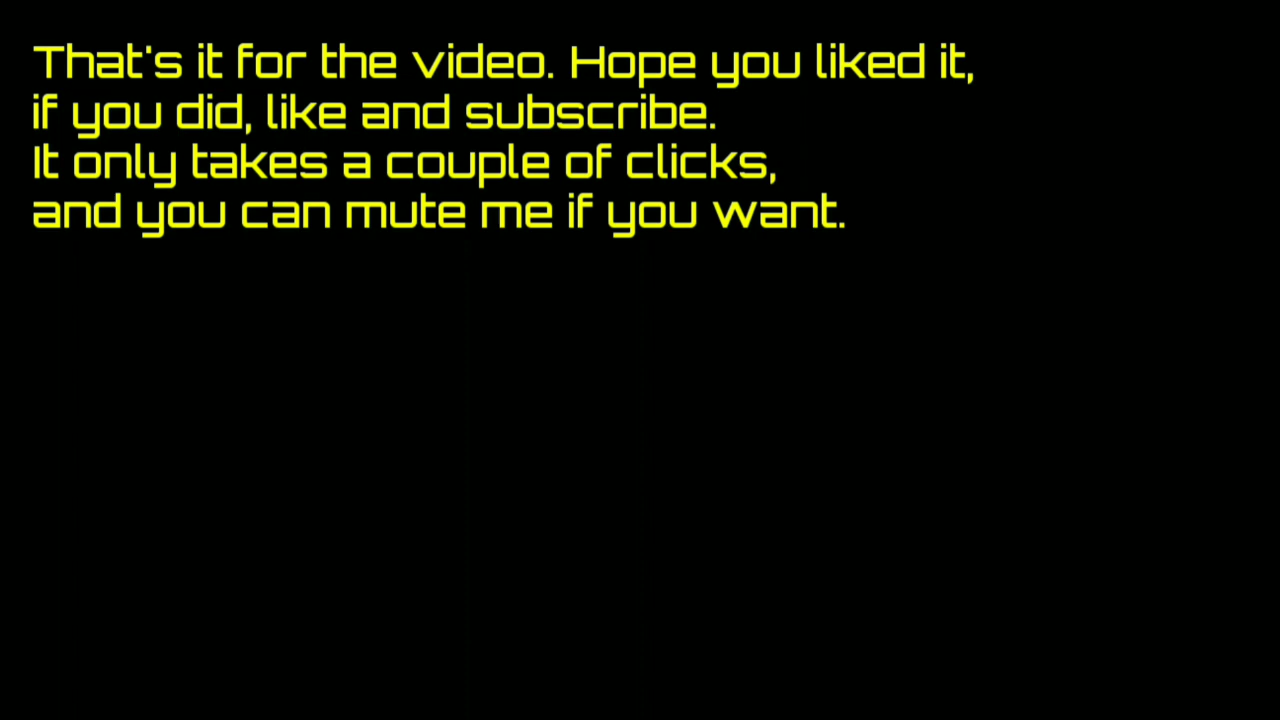 That's it for the video. Hope you liked it,
if you did, like and subscribe.
It only takes a couple of clicks,
and you can mute me if you want.